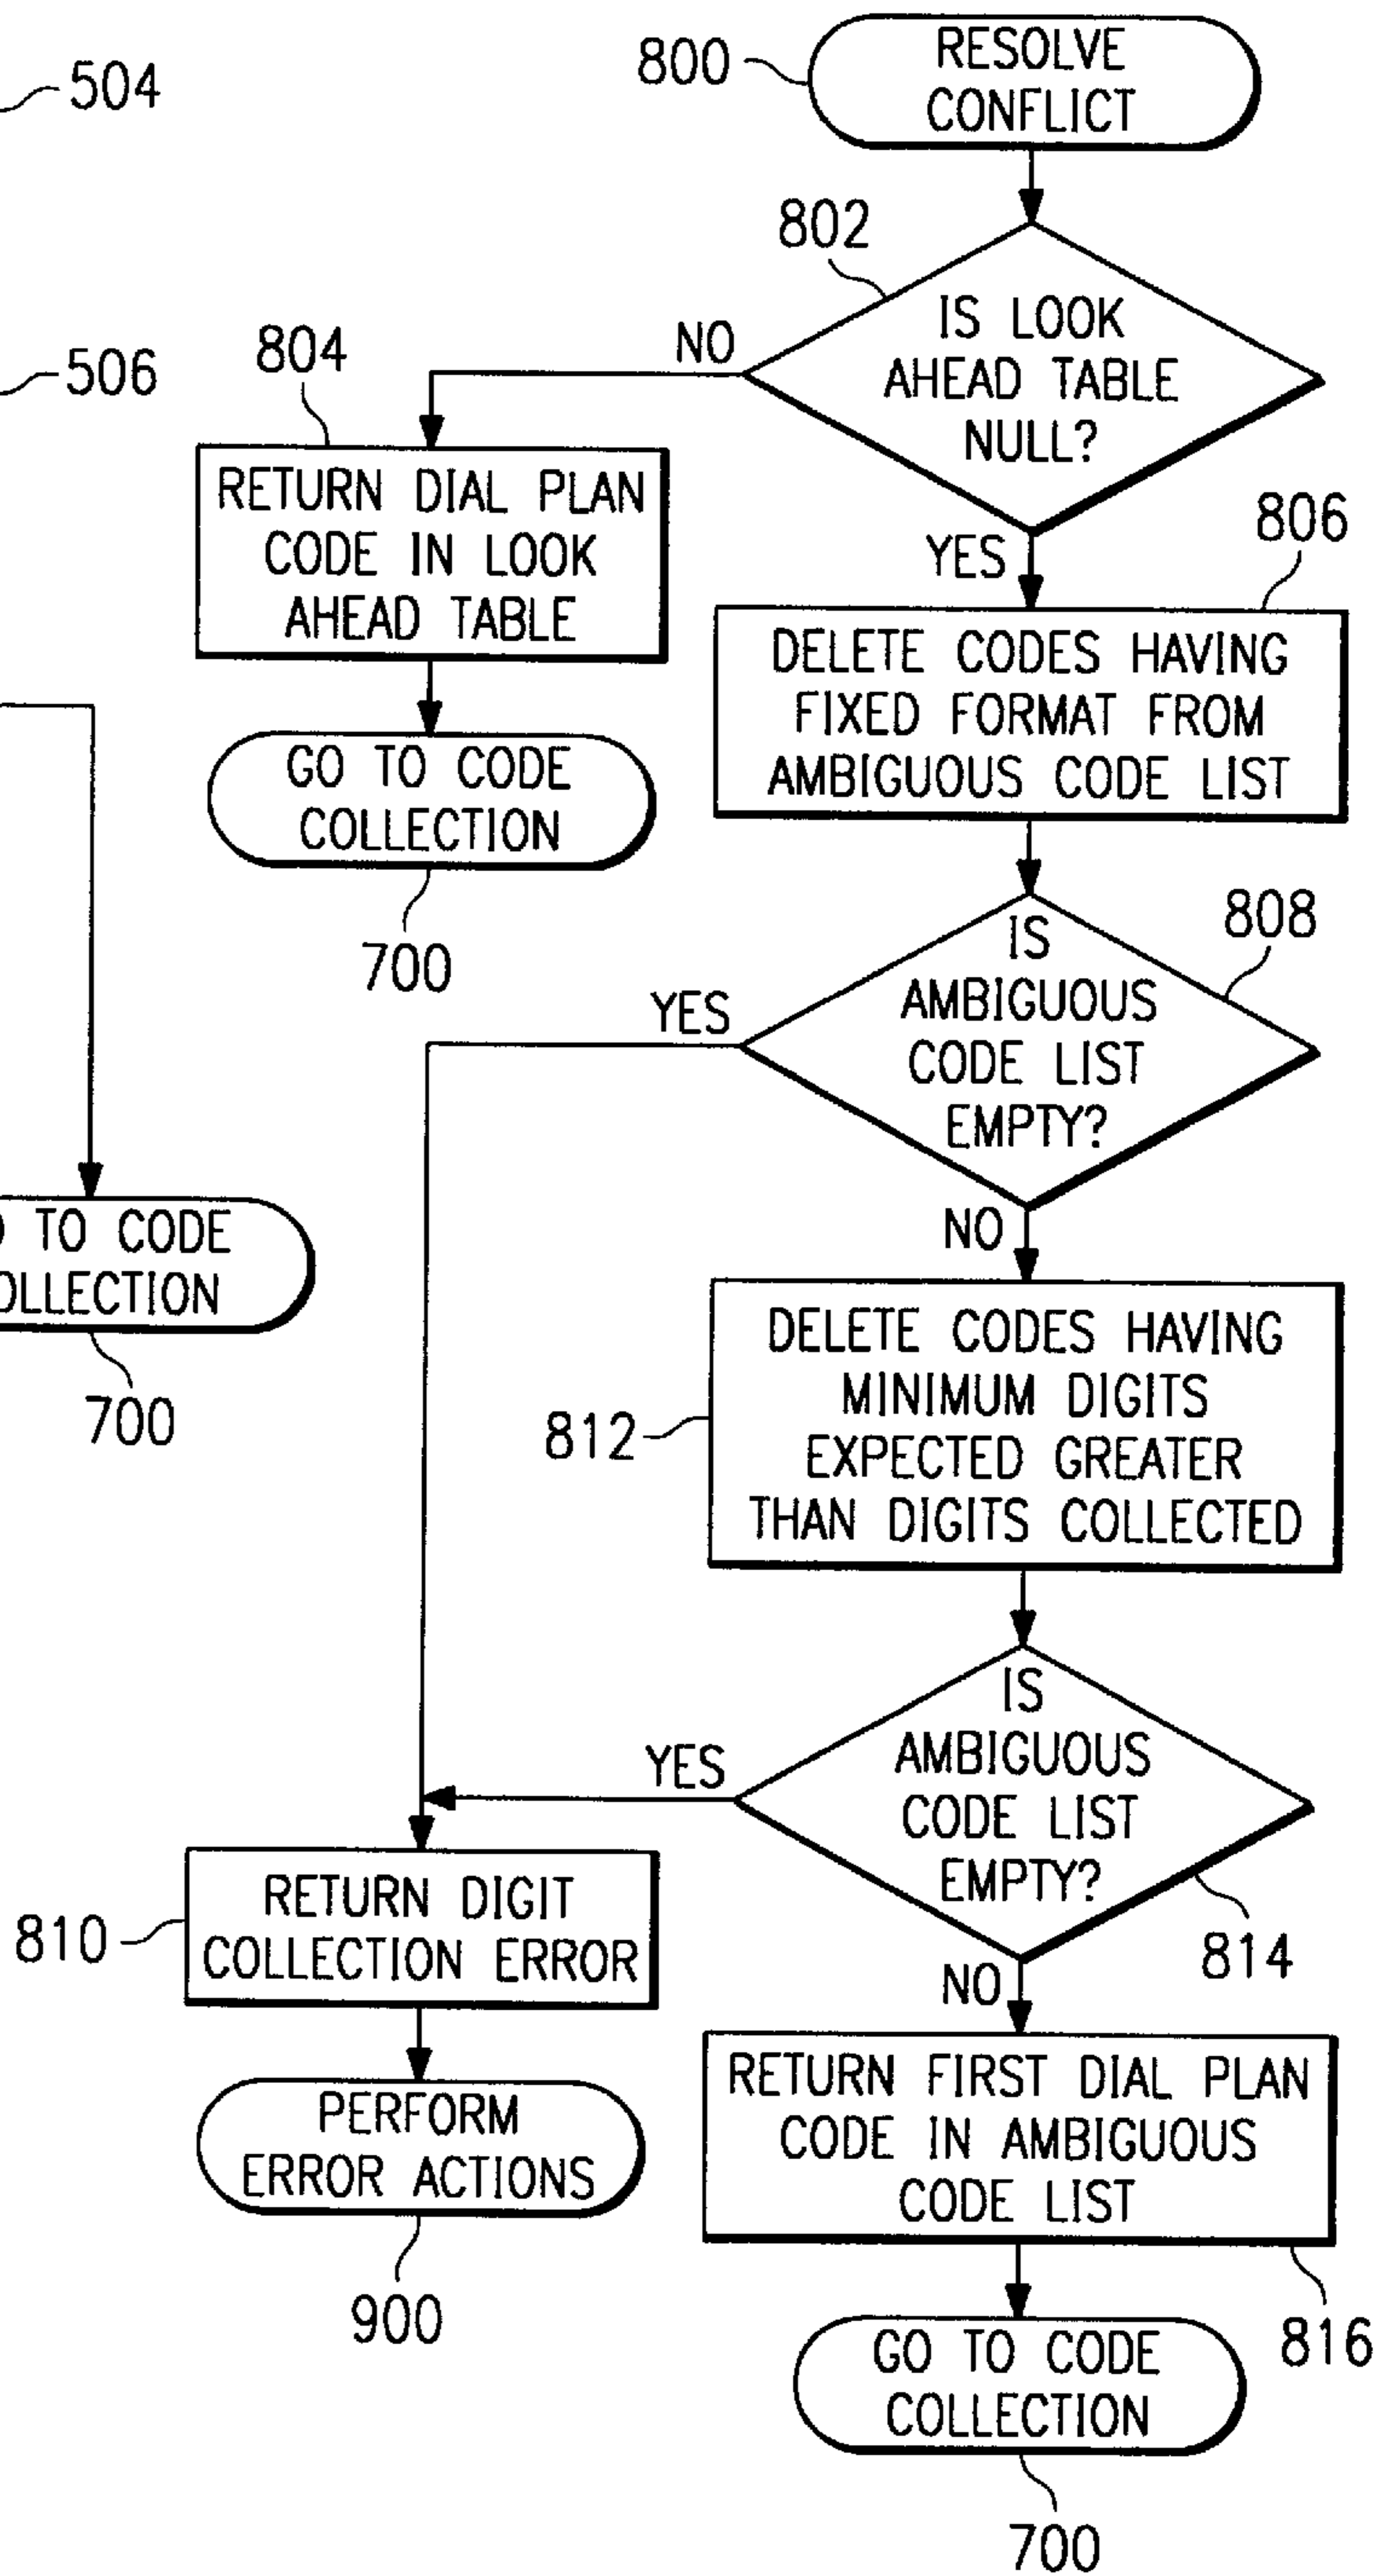 504
506
TO CODE
700
800
RESOLVE
CONFLICT
802
IS LOOK
AHEAD TABLE
NULL?
NO
YES
804
RETURN DIAL PLAN
CODE IN LOOK
AHEAD TABLE
GO TO CODE
COLLECTION
700
806
DELETE CODES HAVING
FIXED FORMAT FROM
AMBIGUOUS CODE LIST
808
IS
AMBIGUOUS
CODE LIST
EMPTY?
YES
NO
812
DELETE CODES HAVING
MINIMUM DIGITS
EXPECTED GREATER
THAN DIGITS COLLECTED
IS
AMBIGUOUS
CODE LIST
EMPTY?
814
YES
NO
810
RETURN DIGIT
COLLECTION ERROR
PERFORM
ERROR ACTIONS
900
RETURN FIRST DIAL PLAN
CODE IN AMBIGUOUS
CODE LIST
816
GO TO CODE
COLLECTION
700